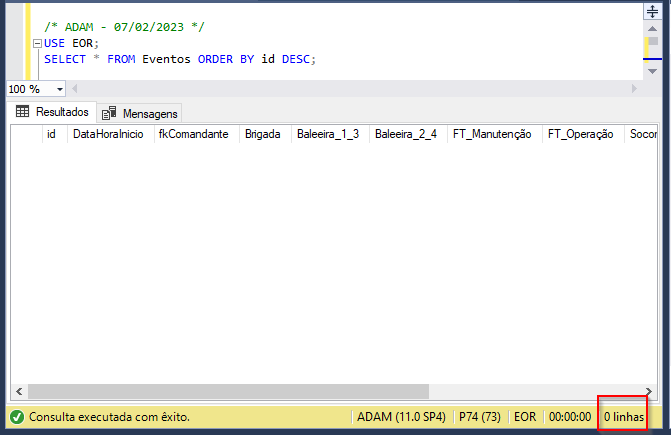 /* ADAM - 07/02/2023 */
USE EOR;
SELECT * FROM Eventos ORDER BY id DESC;
100 %
Resultados Mensagens
id DataHoraInicio fkComandante Brigada Baleeira_1_3 Baleeira_2_4 FT_Manutenção FT_Operação Socor
Consulta executada com êxito. ADAM (11.0 SP4) P74 (73) EOR 00:00:00 0 linhas